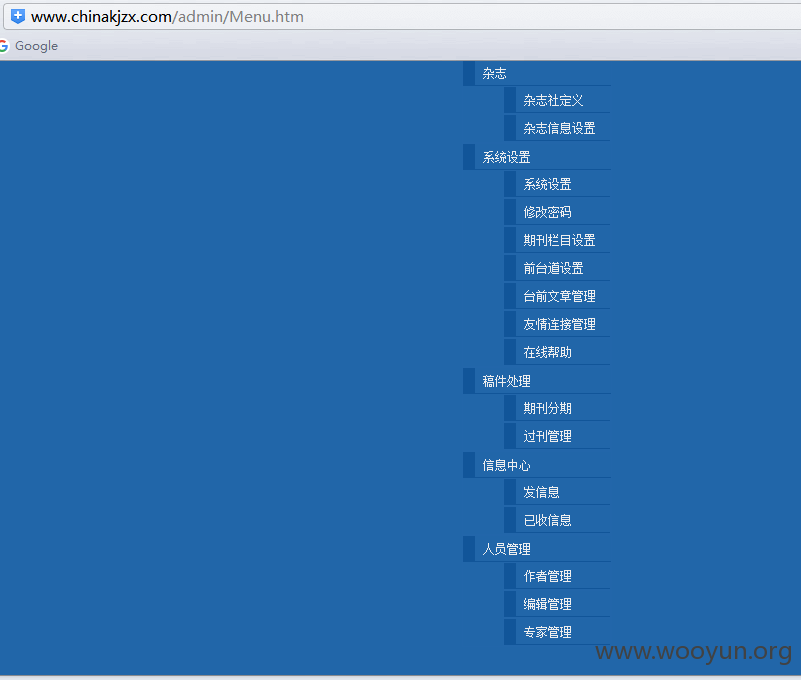 www.chinakjzx.com/admin/Menu.htm
Google
杂志
杂志社定义
杂志信息设置
系统设置
系统设置
修改密码
期刊栏目设置
前台道设置
台前文章管理
友情连接管理
在线帮助
稿件处理
期刊分期
过刊管理
信息中心
发信息
已收信息
人员管理
作者管理
编辑管理
专家管理
www.wooyun.org